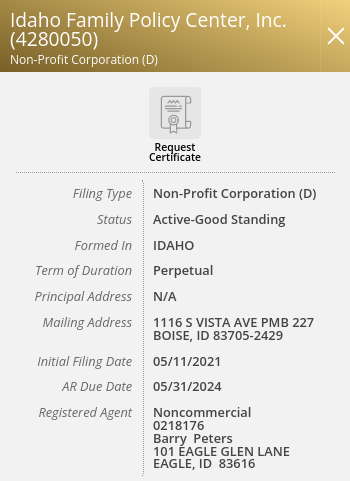 Idaho Family Policy Center, Inc.
(4280050)
Non-Profit Corporation (D)
Request
Certificate
Filing Type Non-Profit Corporation (D)
Status Active-Good Standing
Formed In IDAHO
Term of Duration Perpetual
Principal Address N/A
Mailing Address 1116 S VISTA AVE PMB 227
BOISE, ID 83705-2429
Initial Filing Date 05/11/2021
AR Due Date 05/31/2024
Registered Agent Noncommercial
0218176
Barry  Peters
101 EAGLE GLEN LANE
EAGLE, ID  83616